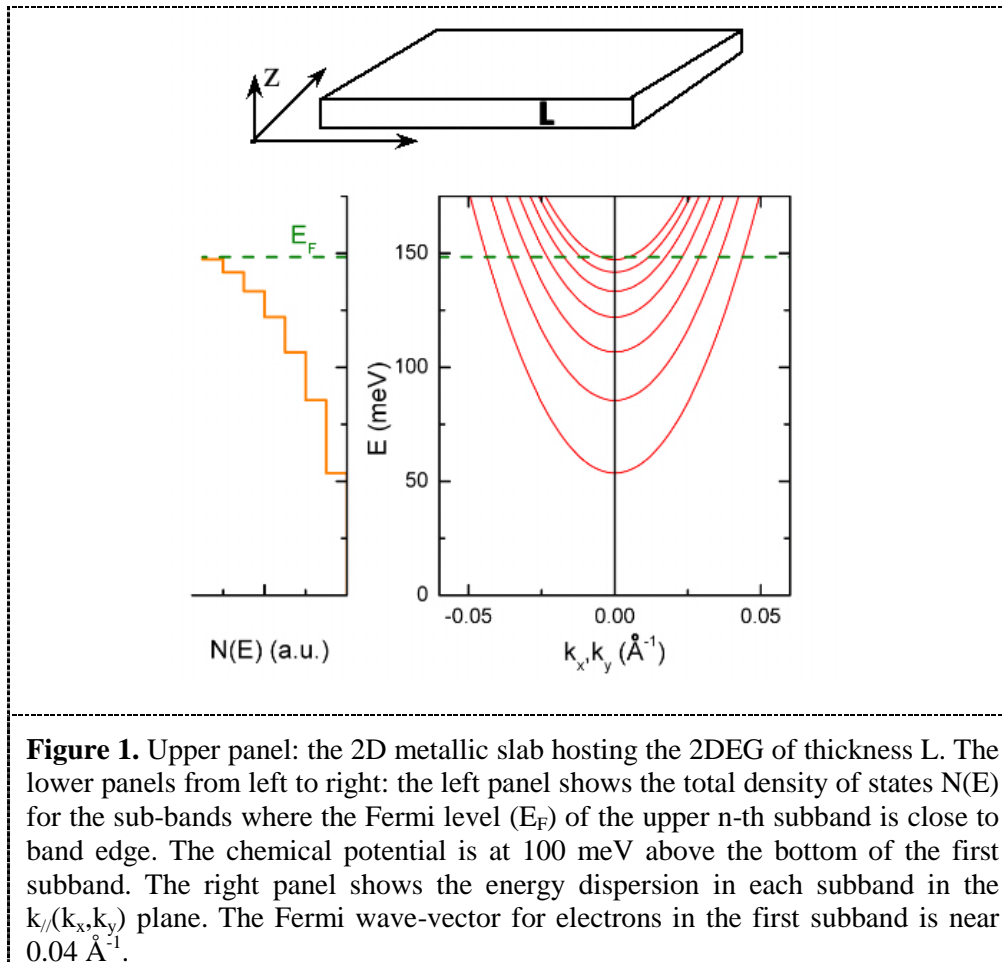 Z
L
E_F
150
100
50
0
E (meV)
-0.05 0.00 0.05
N(E) (a.u.)
k_x,k_y (Å^-1)
Figure 1. Upper panel: the 2D metallic slab hosting the 2DEG of thickness L. The
lower panels from left to right: the left panel shows the total density of states N(E)
for the sub-bands where the Fermi level (E_F) of the upper n-th subband is close to
band edge. The chemical potential is at 100 meV above the bottom of the first
subband. The right panel shows the energy dispersion in each subband in the
k_//(k_x,k_y) plane. The Fermi wave-vector for electrons in the first subband is near
0.04 Å^-1.